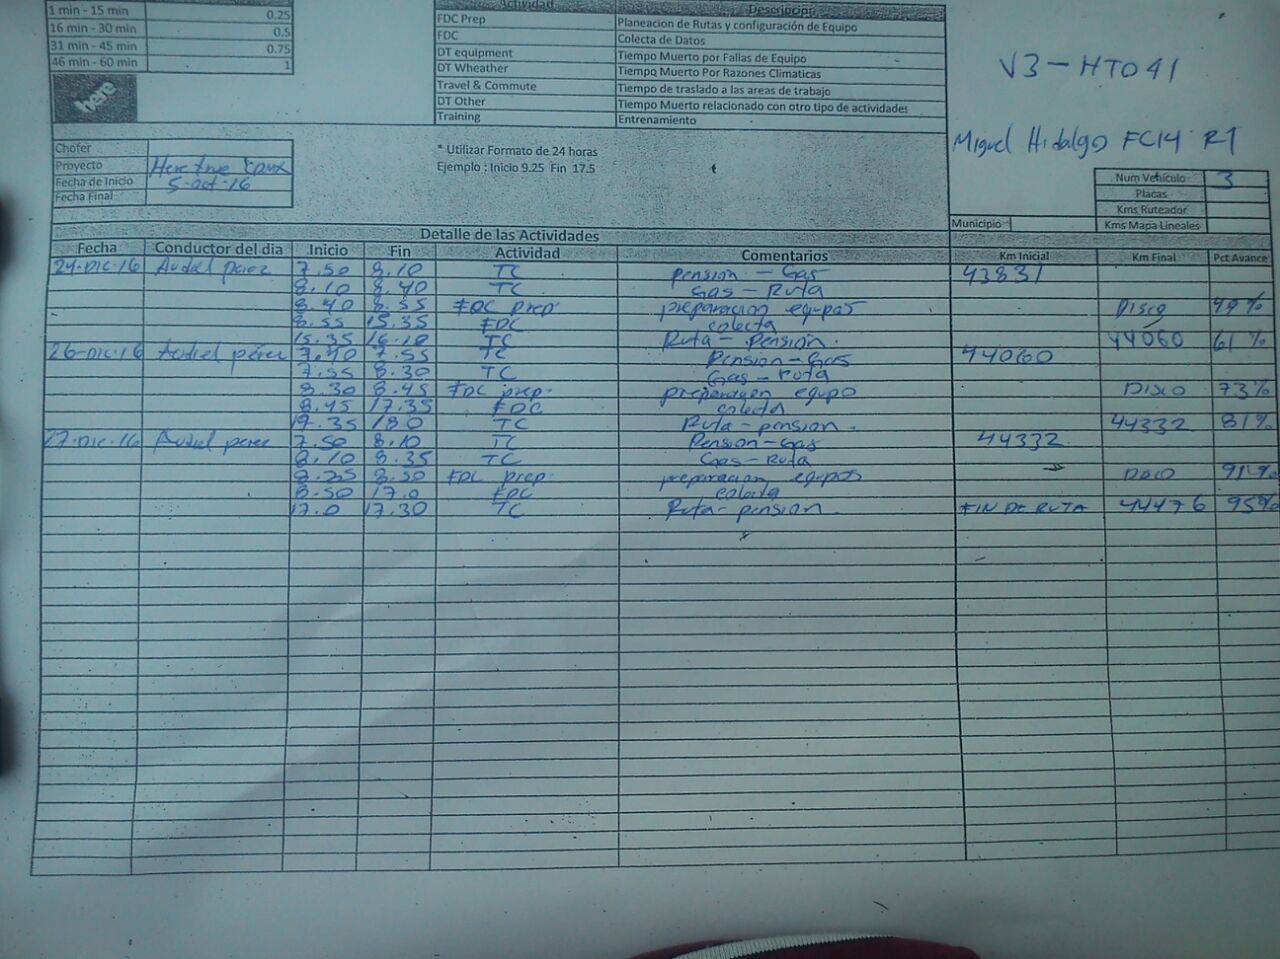 Actividad Descripcion
1 min - 15 min 0.25
16 min - 30 min 0.5
31 min - 45 min 0.75
46 min - 60 min 1
FDC Prep Planeacion de Rutas y configuración de Equipo
FDC Colecta de Datos
DT equipment Tiempo Muerto por Fallas de Equipo
DT Wheather Tiempo Muerto Por Razones Climaticas
Travel & Commute Tiempo de traslado a las areas de trabajo
DT Other Tiempo Muerto relacionado con otro tipo de actividades
Training Entrenamiento
here
V3-HT041
Miguel Hidalgo FC14 R1
* Utilizar Formato de 24 horas
Ejemplo : Inicio 9.25 Fin 17.5
Chofer
Proyecto Here true
Fecha de Inicio 5-oct-16
Fecha Final
Num Vehículo 3
Placas
Kms Ruteador
Municipio Kms Mapa Lineales
Detalle de las Actividades
Fecha Conductor del dia Inicio Fin Actividad Comentarios Km Inicial Km Final Pct Avance
24-DIC-16 Audiel perez 7.50 8.10 TC pension - Gas 43831
8.10 8.40 TC Gas - Ruta
8.40 8.55 FDC prep preparacion equipos Disco 49%
8.55 15.35 FDC colecta
15.35 16.10 TC Ruta - pension. 44060 61%
26-DIC-16 Audiel pérez 7.40 7.55 TC Pension - Gas 44060
7.55 8.30 TC Gas - ruta
8.30 8.45 FDC prep. preparacion equipo DISCO 73%
8.45 17.35 FDC colecta
17.35 TC Ruta - pension. 44332 81%
27-DIC-16 Audiel perez 7.50 8.10 TC Pension - Gas 44332
8.10 8.35 TC Gas - Ruta
8.50 FDC prep. preparacion equipos Disco 91%
8.50 17.0 FDC colecta
17.0 17.30 TC Ruta - pension. FIN DE RUTA 44476 95%